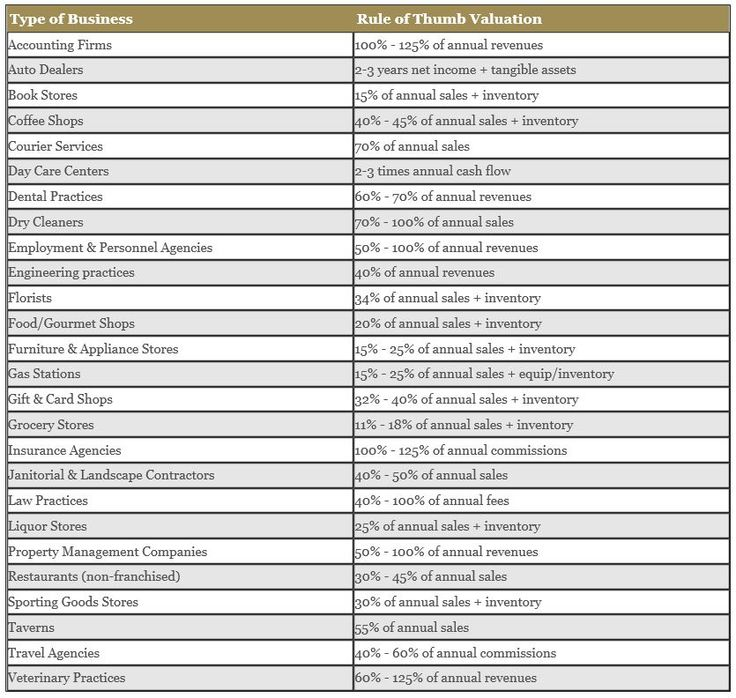 Type of Business Rule of Thumb Valuation
Accounting Firms 100% - 125% of annual revenues
Auto Dealers 2-3 years net income + tangible assets
Book Stores 15% of annual sales + inventory
Coffee Shops 40% - 45% of annual sales + inventory
Courier Services 70% of annual sales
Day Care Centers 2-3 times annual cash flow
Dental Practices 60% - 70% of annual revenues
Dry Cleaners 70% - 100% of annual sales
Employment & Personnel Agencies 50% - 100% of annual revenues
Engineering practices 40% of annual revenues
Florists 34% of annual sales + inventory
Food/Gourmet Shops 20% of annual sales + inventory
Furniture & Appliance Stores 15% - 25% of annual sales + inventory
Gas Stations 15% - 25% of annual sales + equip/inventory
Gift & Card Shops 32% - 40% of annual sales + inventory
Grocery Stores 11% - 18% of annual sales + inventory
Insurance Agencies 100% - 125% of annual commissions
Janitorial & Landscape Contractors 40% - 50% of annual sales
Law Practices 40% - 100% of annual fees
Liquor Stores 25% of annual sales + inventory
Property Management Companies 50% - 100% of annual revenues
Restaurants (non-franchised) 30% - 45% of annual sales
Sporting Goods Stores 30% of annual sales + inventory
Taverns 55% of annual sales
Travel Agencies 40% - 60% of annual commissions
Veterinary Practices 60% - 125% of annual revenues